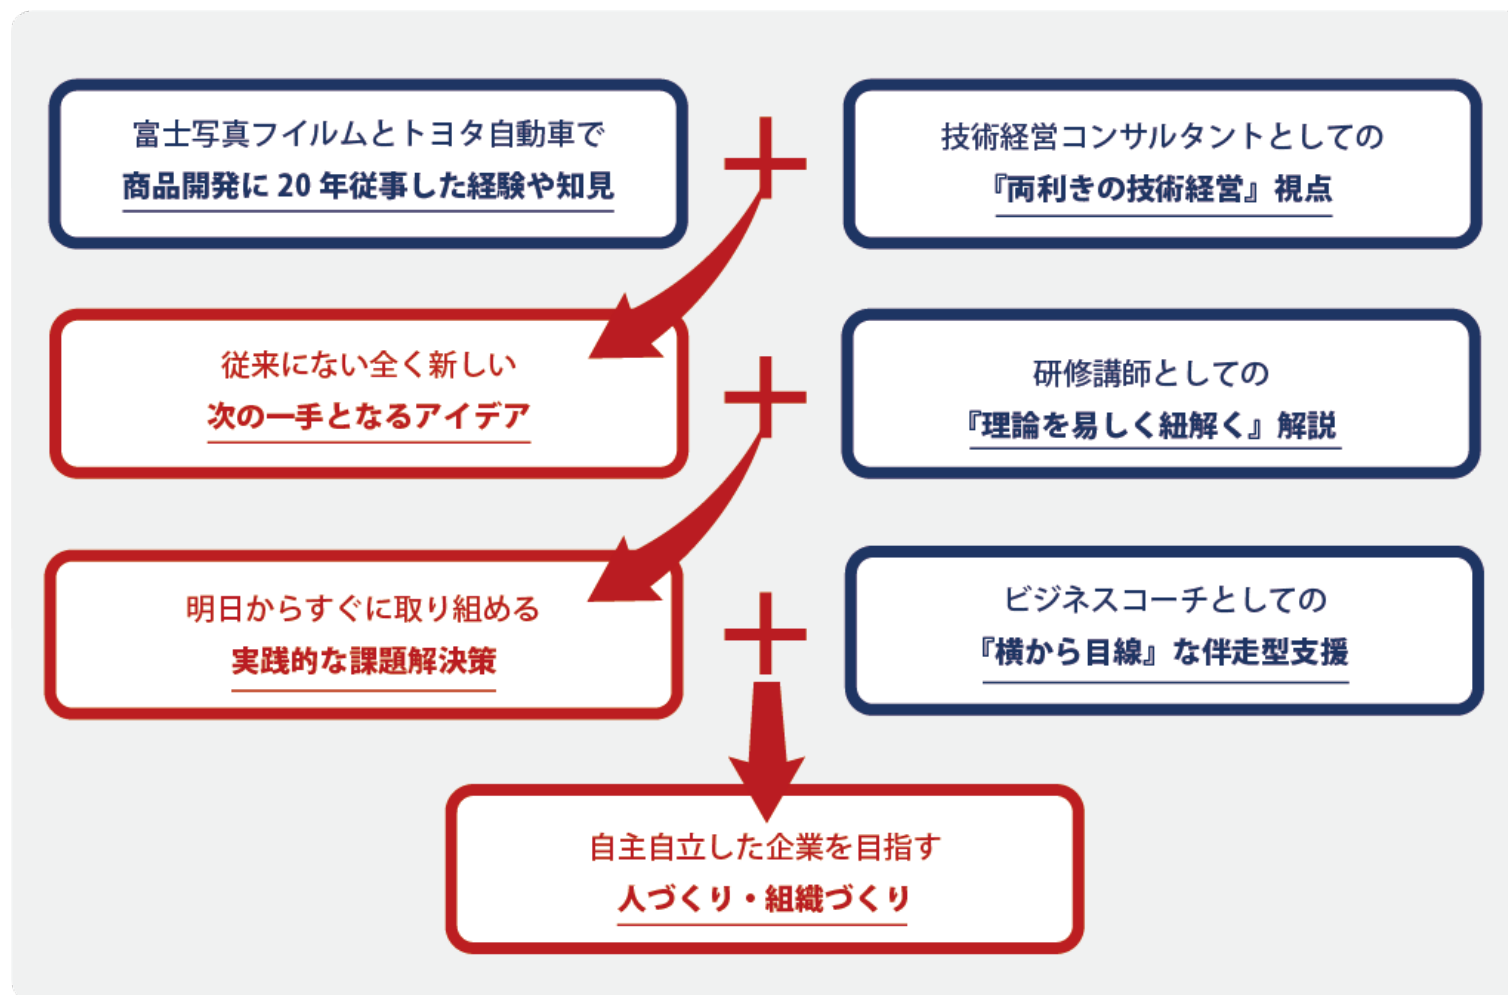 富士写真フイルムとトヨタ自動車で
商品開発に 20 年従事した経験や知見
技術経営コンサルタントとしての
『両利きの技術経営』視点
従来にない全く新しい
次の一手となるアイデア
研修講師としての
『理論を易しく紐解く』解説
明日からすぐに取り組める
実践的な課題解決策
ビジネスコーチとしての
『横から目線』な伴走型支援
自主自立した企業を目指す
人づくり・組織づくり